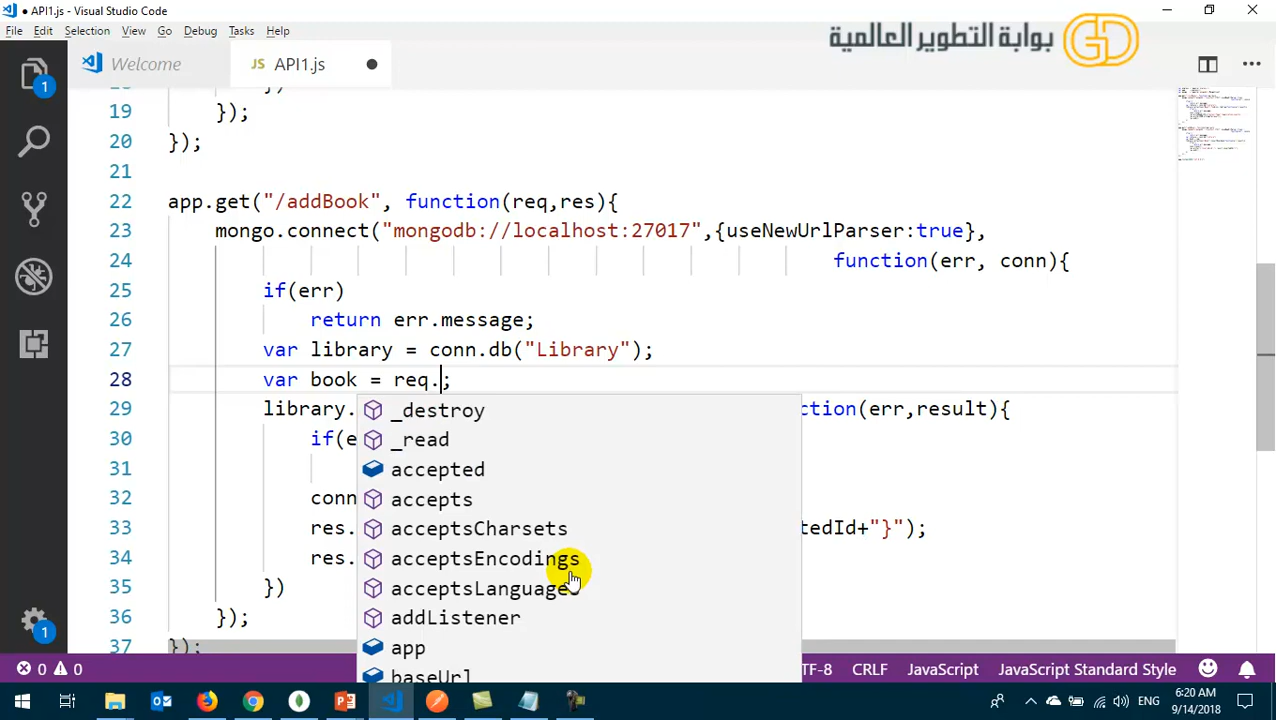 ● API1.js - Visual Studio Code
File Edit Selection View Go Debug Tasks Help
بوابة التطوير العالمية GD
Welcome JS API1.js ●
19 });
20 });
21
22 app.get("/addBook", function(req,res){
23 mongo.connect("mongodb://localhost:27017",{useNewUrlParser:true},
24 function(err, conn){
25 if(err)
26 return err.message;
27 var library = conn.db("Library");
28 var book = req.;
29 library. ction(err,result){
30 if(e
31
32 conn
33 res. tedId+"}");
34 res.
35 })
36 });
37 });
_destroy
_read
accepted
accepts
acceptsCharsets
acceptsEncodings
acceptsLanguages
addListener
app
baseUrl
1
1
0 0 TF-8 CRLF JavaScript JavaScript Standard Style
ENG
6:20 AM
9/14/2018